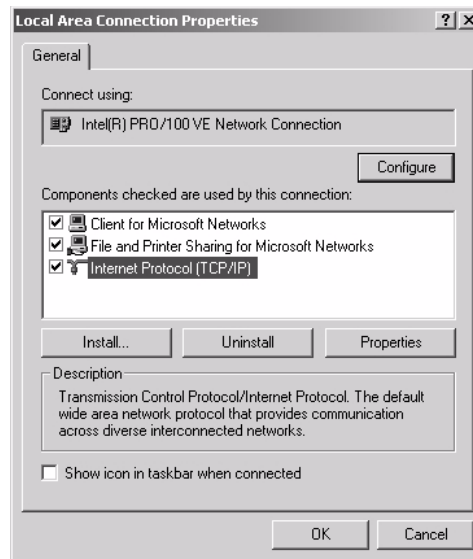 Local Area Connection Properties
General
Connect using:
Intel(R) PRO/100 VE Network Connection
Configure
Components checked are used by this connection:
Client for Microsoft Networks
File and Printer Sharing for Microsoft Networks
Internet Protocol (TCP/IP)
Install... Uninstall Properties
Description
Transmission Control Protocol/Internet Protocol. The default
wide area network protocol that provides communication
across diverse interconnected networks.
Show icon in taskbar when connected
OK Cancel